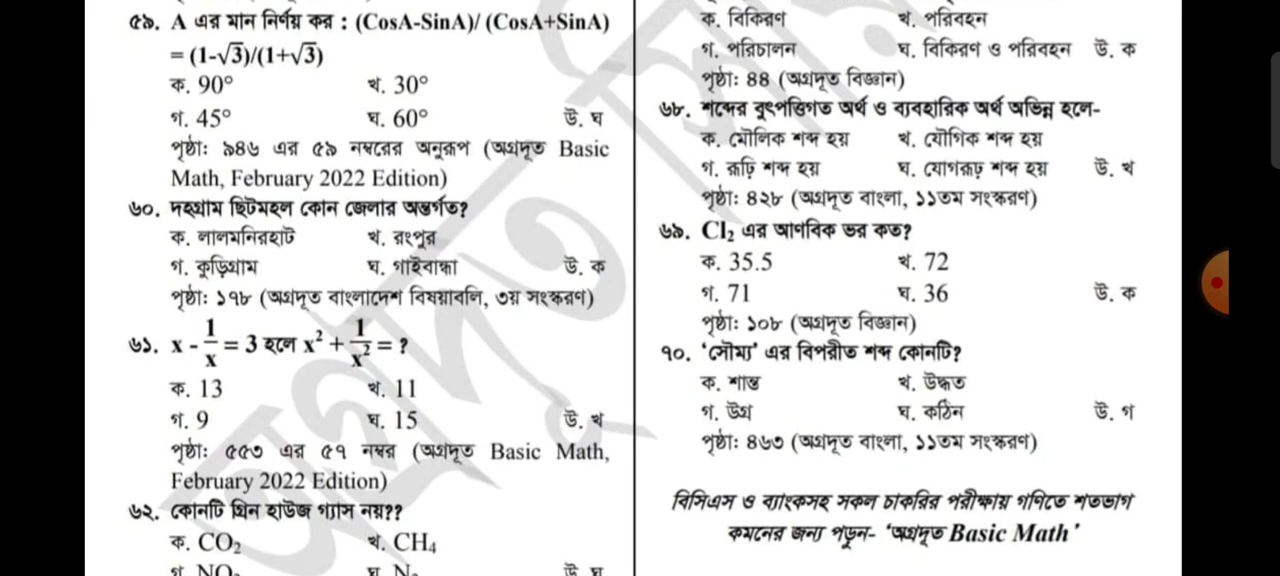 ৫৯. A এর মান নির্ণয় কর : (CosA-SinA)/ (CosA+SinA)
= (1-√3)/(1+√3)
ক. 90° খ. 30°
গ. 45° ঘ. 60° উ. ঘ
পৃষ্ঠা: ৯৪৬ এর ৫৯ নম্বরের অনুরূপ (অগ্রদূত Basic
Math, February 2022 Edition)
৬০. দহগ্রাম ছিটমহল কোন জেলার অন্তর্গত?
ক. লালমনিরহাট খ. রংপুর
গ. কুড়িগ্রাম ঘ. গাইবান্ধা উ. ক
পৃষ্ঠা: ১৭৮ (অগ্রদূত বাংলাদেশ বিষয়াবলি, ৩য় সংস্করণ)
৬১. x - 1/x = 3 হলে x² + 1/x² = ?
ক. 13 খ. 11
গ. 9 ঘ. 15 উ. খ
পৃষ্ঠা: ৫৫৩ এর ৫৭ নম্বর (অগ্রদূত Basic Math,
February 2022 Edition)
৬২. কোনটি গ্রিন হাউজ গ্যাস নয়??
ক. CO₂ খ. CH₄
গ. NO₂ ঘ. N₂ উ. ঘ
ক. বিকিরণ খ. পরিবহন
গ. পরিচালন ঘ. বিকিরণ ও পরিবহন উ. ক
পৃষ্ঠা: ৪৪ (অগ্রদূত বিজ্ঞান)
৬৮. শব্দের বুৎপত্তিগত অর্থ ও ব্যবহারিক অর্থ অভিন্ন হলে-
ক. মৌলিক শব্দ হয় খ. যৌগিক শব্দ হয়
গ. রূঢ়ি শব্দ হয় ঘ. যোগরূঢ় শব্দ হয় উ. খ
পৃষ্ঠা: ৪২৮ (অগ্রদূত বাংলা, ১১তম সংস্করণ)
৬৯. Cl₂ এর আণবিক ভর কত?
ক. 35.5 খ. 72
গ. 71 ঘ. 36 উ. ক
পৃষ্ঠা: ১০৮ (অগ্রদূত বিজ্ঞান)
৭০. ‘সৌম্য’ এর বিপরীত শব্দ কোনটি?
ক. শান্ত খ. উদ্ধত
গ. উগ্র ঘ. কঠিন উ. গ
পৃষ্ঠা: ৪৬৩ (অগ্রদূত বাংলা, ১১তম সংস্করণ)
বিসিএস ও ব্যাংকসহ সকল চাকরির পরীক্ষায় গণিতে শতভাগ
কমনের জন্য পড়ুন- ‘অগ্রদূত Basic Math’